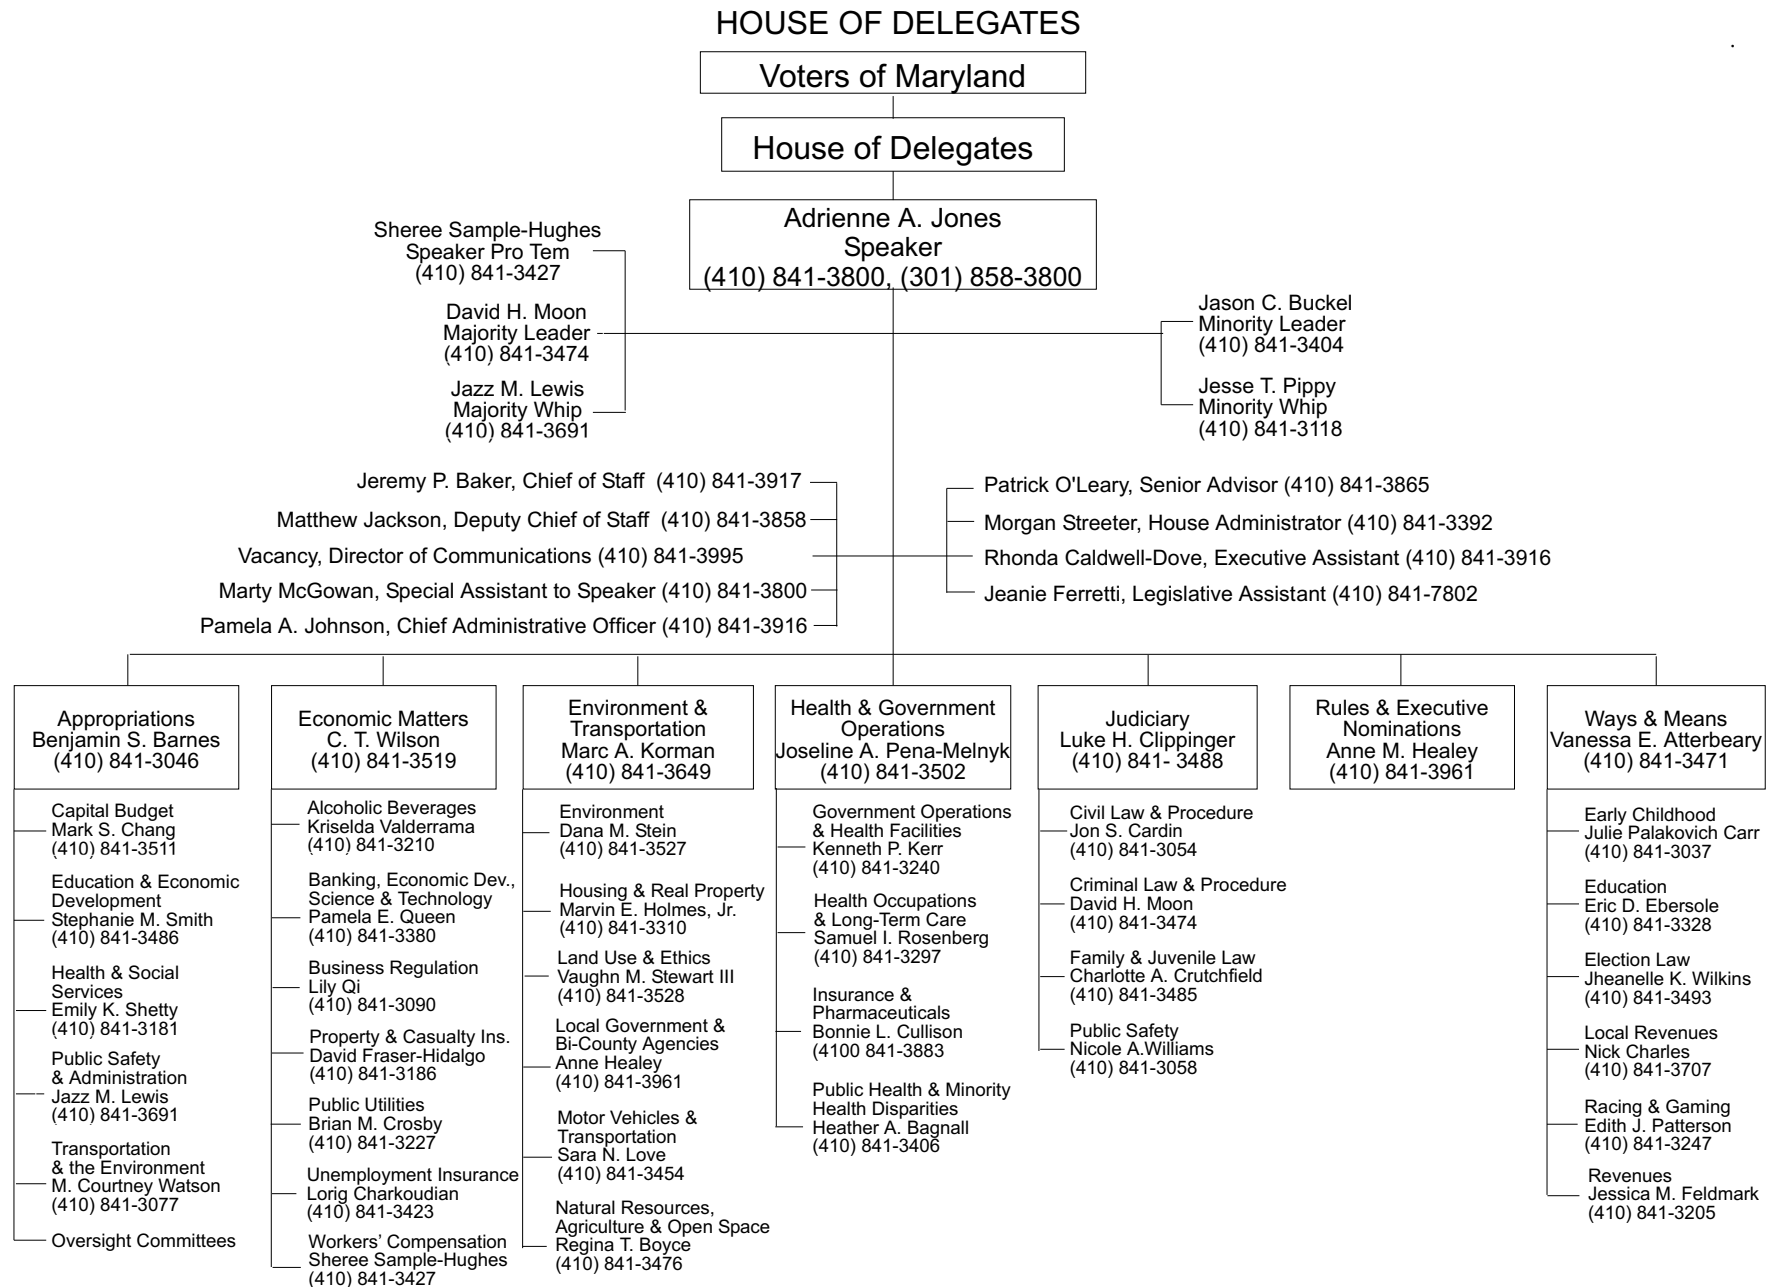 HOUSE OF DELEGATES
Voters of Maryland
House of Delegates
Adrienne A. Jones
Speaker
(410) 841-3800, (301) 858-3800
Sheree Sample-Hughes
Speaker Pro Tem
(410) 841-3427
David H. Moon
Majority Leader
(410) 841-3474
Jazz M. Lewis
Majority Whip
(410) 841-3691
Jason C. Buckel
Minority Leader
(410) 841-3404
Jesse T. Pippy
Minority Whip
(410) 841-3118
Jeremy P. Baker, Chief of Staff (410) 841-3917
Matthew Jackson, Deputy Chief of Staff (410) 841-3858
Vacancy, Director of Communications (410) 841-3995
Marty McGowan, Special Assistant to Speaker (410) 841-3800
Pamela A. Johnson, Chief Administrative Officer (410) 841-3916
Patrick O'Leary, Senior Advisor (410) 841-3865
Morgan Streeter, House Administrator (410) 841-3392
Rhonda Caldwell-Dove, Executive Assistant (410) 841-3916
Jeanie Ferretti, Legislative Assistant (410) 841-7802
Appropriations
Benjamin S. Barnes
(410) 841-3046
Capital Budget
Mark S. Chang
(410) 841-3511
Education & Economic
Development
Stephanie M. Smith
(410) 841-3486
Health & Social
Services
Emily K. Shetty
(410) 841-3181
Public Safety
& Administration
Jazz M. Lewis
(410) 841-3691
Transportation
& the Environment
M. Courtney Watson
(410) 841-3077
Oversight Committees
Economic Matters
C. T. Wilson
(410) 841-3519
Alcoholic Beverages
Kriselda Valderrama
(410) 841-3210
Banking, Economic Dev.,
Science & Technology
Pamela E. Queen
(410) 841-3380
Business Regulation
Lily Qi
(410) 841-3090
Property & Casualty Ins.
David Fraser-Hidalgo
(410) 841-3186
Public Utilities
Brian M. Crosby
(410) 841-3227
Unemployment Insurance
Lorig Charkoudian
(410) 841-3423
Workers’ Compensation
Sheree Sample-Hughes
(410) 841-3427
Environment &
Transportation
Marc A. Korman
(410) 841-3649
Environment
Dana M. Stein
(410) 841-3527
Housing & Real Property
Marvin E. Holmes, Jr.
(410) 841-3310
Land Use & Ethics
Vaughn M. Stewart III
(410) 841-3528
Local Government &
Bi-County Agencies
Anne Healey
(410) 841-3961
Motor Vehicles &
Transportation
Sara N. Love
(410) 841-3454
Natural Resources,
Agriculture & Open Space
Regina T. Boyce
(410) 841-3476
Health & Government
Operations
Joseline A. Pena-Melnyk
(410) 841-3502
Government Operations
& Health Facilities
Kenneth P. Kerr
(410) 841-3240
Health Occupations
& Long-Term Care
Samuel I. Rosenberg
(410) 841-3297
Insurance &
Pharmaceuticals
Bonnie L. Cullison
(4100 841-3883
Public Health & Minority
Health Disparities
Heather A. Bagnall
(410) 841-3406
Judiciary
Luke H. Clippinger
(410) 841- 3488
Civil Law & Procedure
Jon S. Cardin
(410) 841-3054
Criminal Law & Procedure
David H. Moon
(410) 841-3474
Family & Juvenile Law
Charlotte A. Crutchfield
(410) 841-3485
Public Safety
Nicole A.Williams
(410) 841-3058
Rules & Executive
Nominations
Anne M. Healey
(410) 841-3961
Ways & Means
Vanessa E. Atterbeary
(410) 841-3471
Early Childhood
Julie Palakovich Carr
(410) 841-3037
Education
Eric D. Ebersole
(410) 841-3328
Election Law
Jheanelle K. Wilkins
(410) 841-3493
Local Revenues
Nick Charles
(410) 841-3707
Racing & Gaming
Edith J. Patterson
(410) 841-3247
Revenues
Jessica M. Feldmark
(410) 841-3205